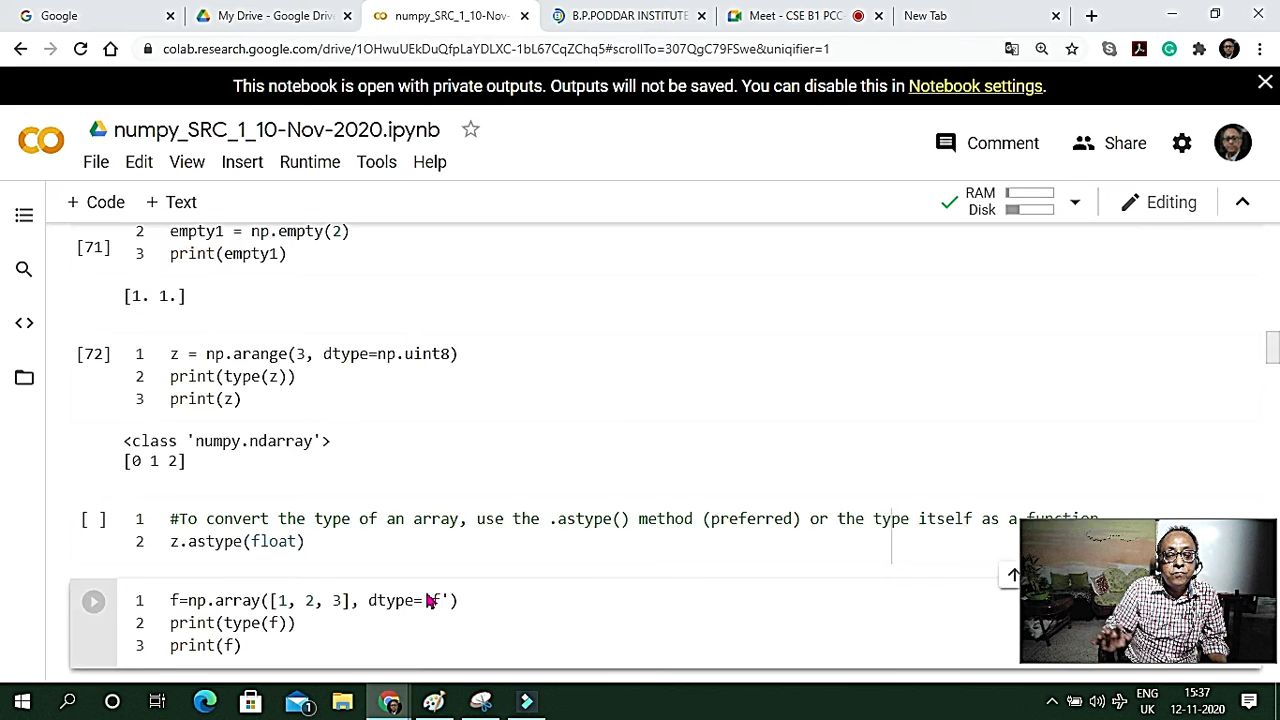 Google
My Drive - Google Driv
numpy_SRC_1_10-Nov-
B.P.PODDAR INSTITUTE
Meet - CSE B1 PCC
New Tab
colab.research.google.com/drive/1OHwuUEkDuQfpLaYDLXC-1bL67CqZChq5#scrollTo=307QgC79FSwe&uniqifier=1
This notebook is open with private outputs. Outputs will not be saved. You can disable this in Notebook settings.
numpy_SRC_1_10-Nov-2020.ipynb
Comment
Share
File Edit View Insert Runtime Tools Help
+ Code + Text
RAM
Disk
Editing
2 empty1 = np.empty(2)
[71]
3 print(empty1)
[1. 1.]
[72] 1 z = np.arange(3, dtype=np.uint8)
2 print(type(z))
3 print(z)
<class 'numpy.ndarray'>
[0 1 2]
[ ] 1 #To convert the type of an array, use the .astype() method (preferred) or the type itself as a function
2 z.astype(float)
1 f=np.array([1, 2, 3], dtype='f')
2 print(type(f))
3 print(f)
1
ENG
UK
15:37
12-11-2020